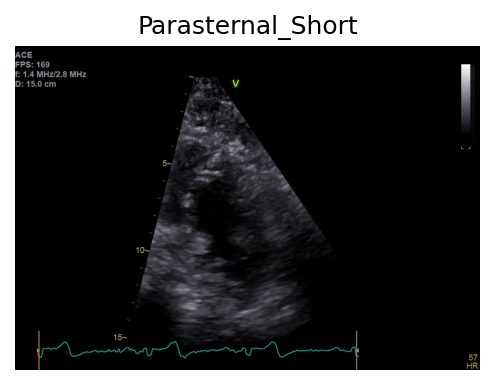 Parasternal_Short
ACE
FPS: 169
f: 1.4 MHz/2.8 MHz
D: 15.0 cm
V
5
10
15
57
HR